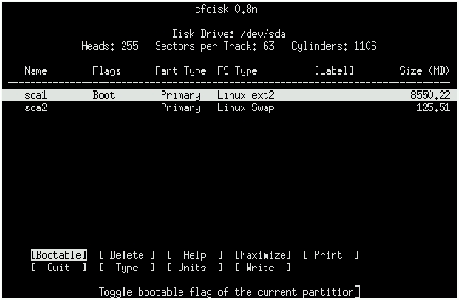 cfdisk 0.8n
Disk Drive: /dev/sda
Heads: 255 Sectors per Track: 63 Cylinders: 1106
Name Flags Part Type FS Type [Label] Size (MB)
sda1 Boot Primary Linux ext2 8550.22
sda2 Primary Linux Swap 125.51
[Bootable] [ Delete ] [ Help ] [Maximize] [ Print ]
[ Quit ] [ Type ] [ Units ] [ Write ]
Toggle bootable flag of the current partition